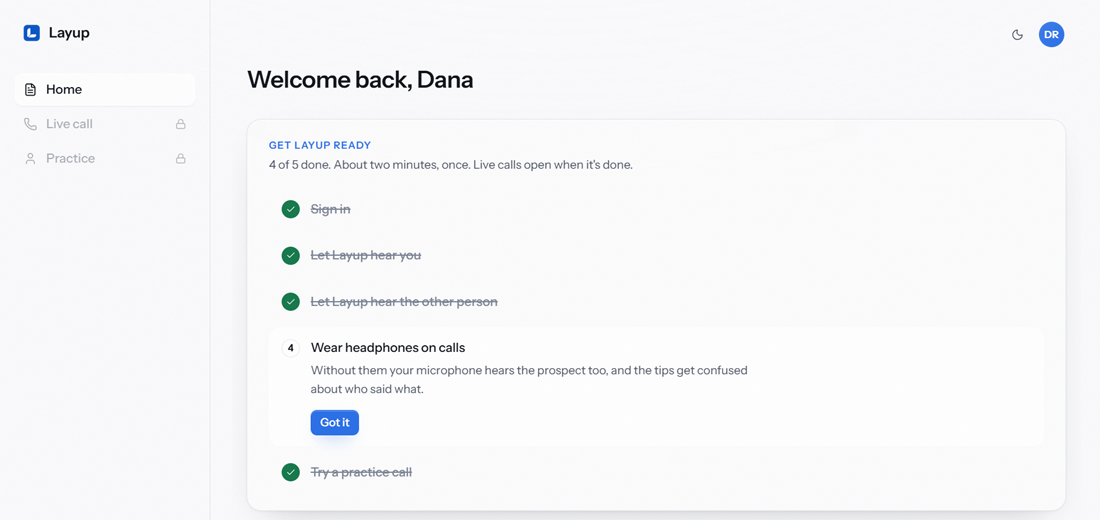 Layup
DR
Welcome back, Dana
Home
Live call
Practice
GET LAYUP READY
4 of 5 done. About two minutes, once. Live calls open when it's done.
Sign in
Let Layup hear you
Let Layup hear the other person
4
Wear headphones on calls
Without them your microphone hears the prospect too, and the tips get confused
about who said what.
Got it
Try a practice call